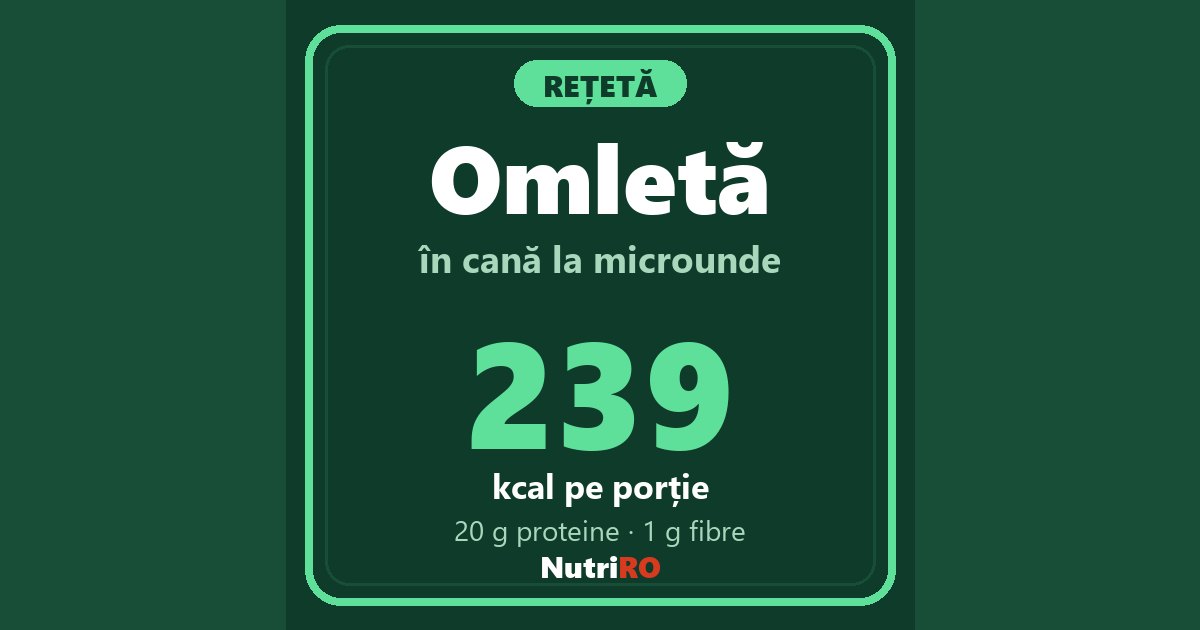 REȚETĂ
Omletă
în cană la microunde
239
kcal pe porție
20 g proteine · 1 g fibre
NutriRO